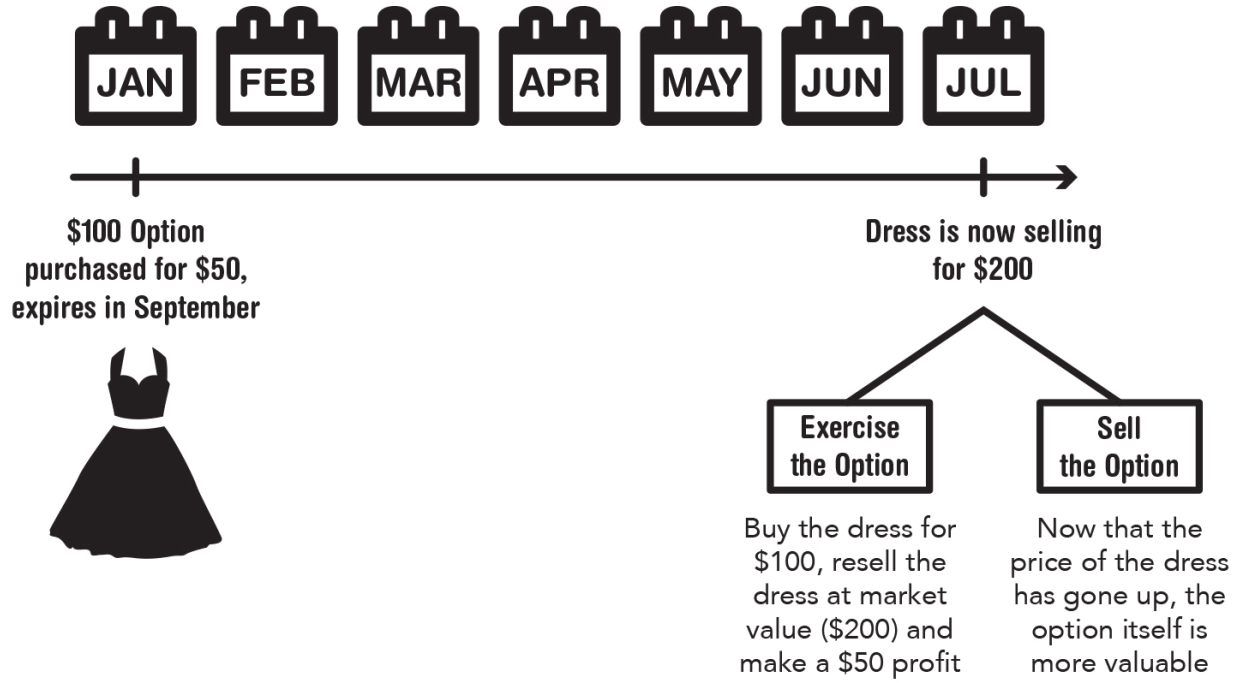 JAN FEB MAR APR MAY JUN JUL
$100 Option
purchased for $50,
expires in September
Dress is now selling
for $200
Exercise
the Option
Buy the dress for
$100, resell the
dress at market
value ($200) and
make a $50 profit
Sell
the Option
Now that the
price of the dress
has gone up, the
option itself is
more valuable